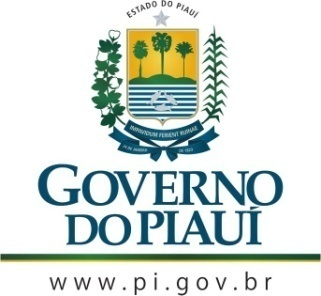 ESTADO DO PIAUÍ
IMPAVIDUM FERIENT RUINAE
GOVERNO
DO PIAUÍ
www.pi.gov.br